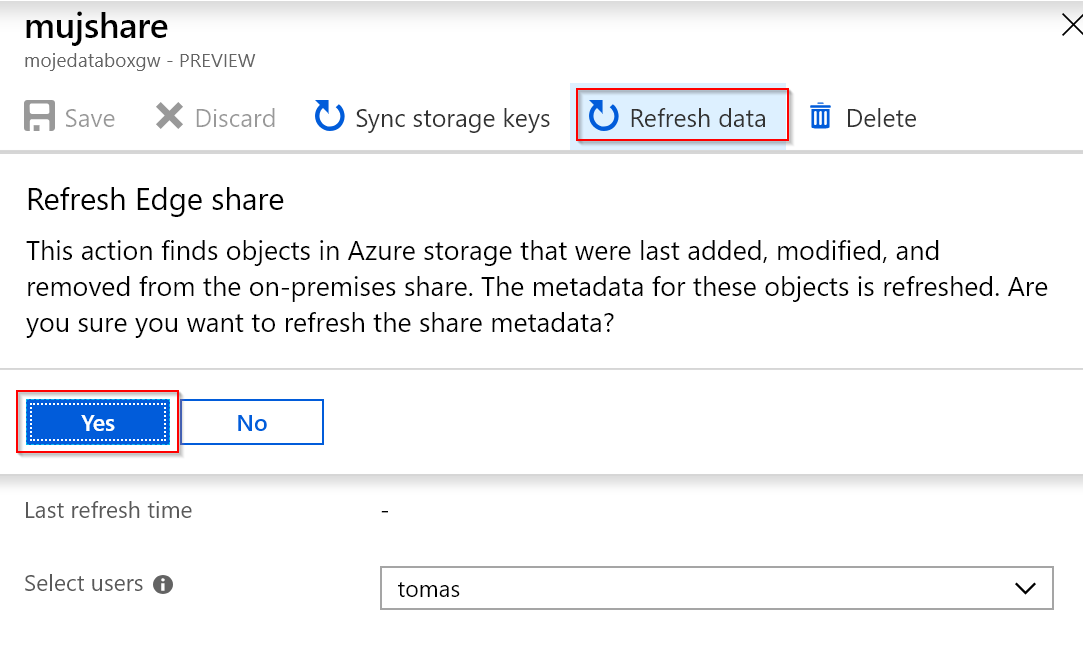 mujshare
mojedataboxgw - PREVIEW
Save Discard Sync storage keys Refresh data Delete
Refresh Edge share
This action finds objects in Azure storage that were last added, modified, and
removed from the on-premises share. The metadata for these objects is refreshed. Are
you sure you want to refresh the share metadata?
Yes No
Last refresh time -
Select users tomas